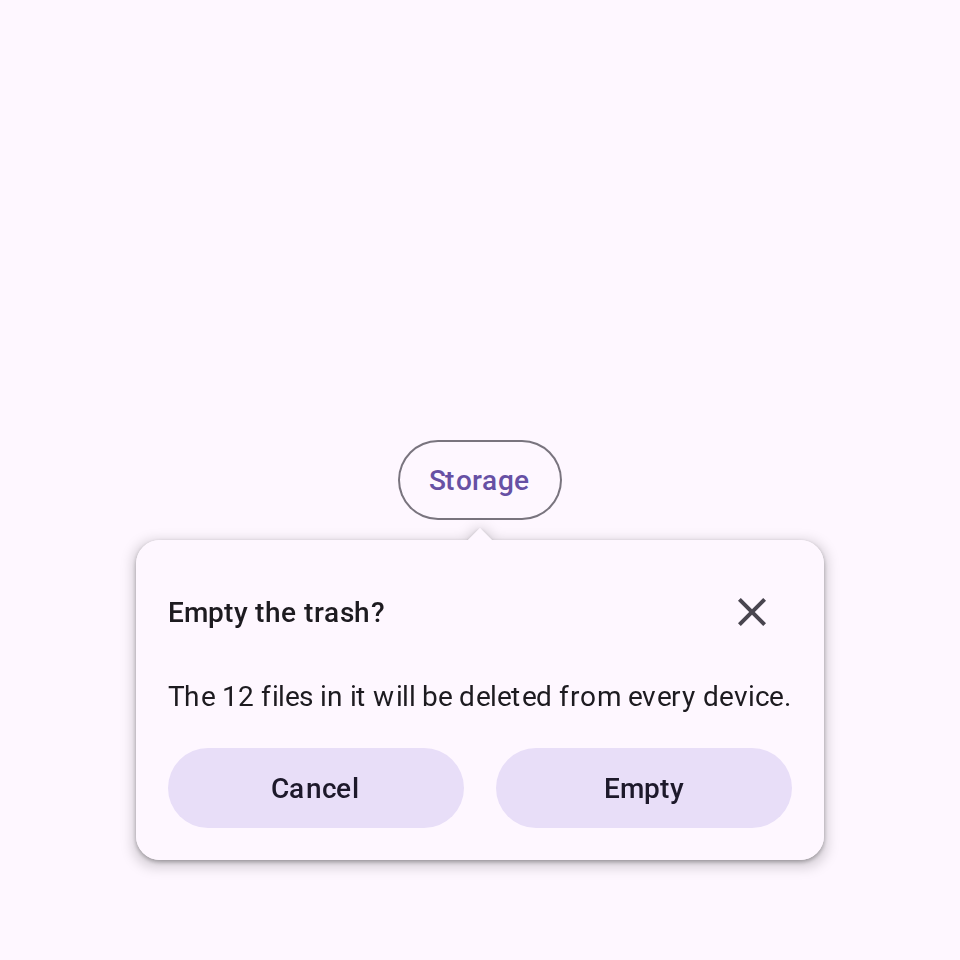 Storage
Empty the trash?
The 12 files in it will be deleted from every device.
Cancel
Empty